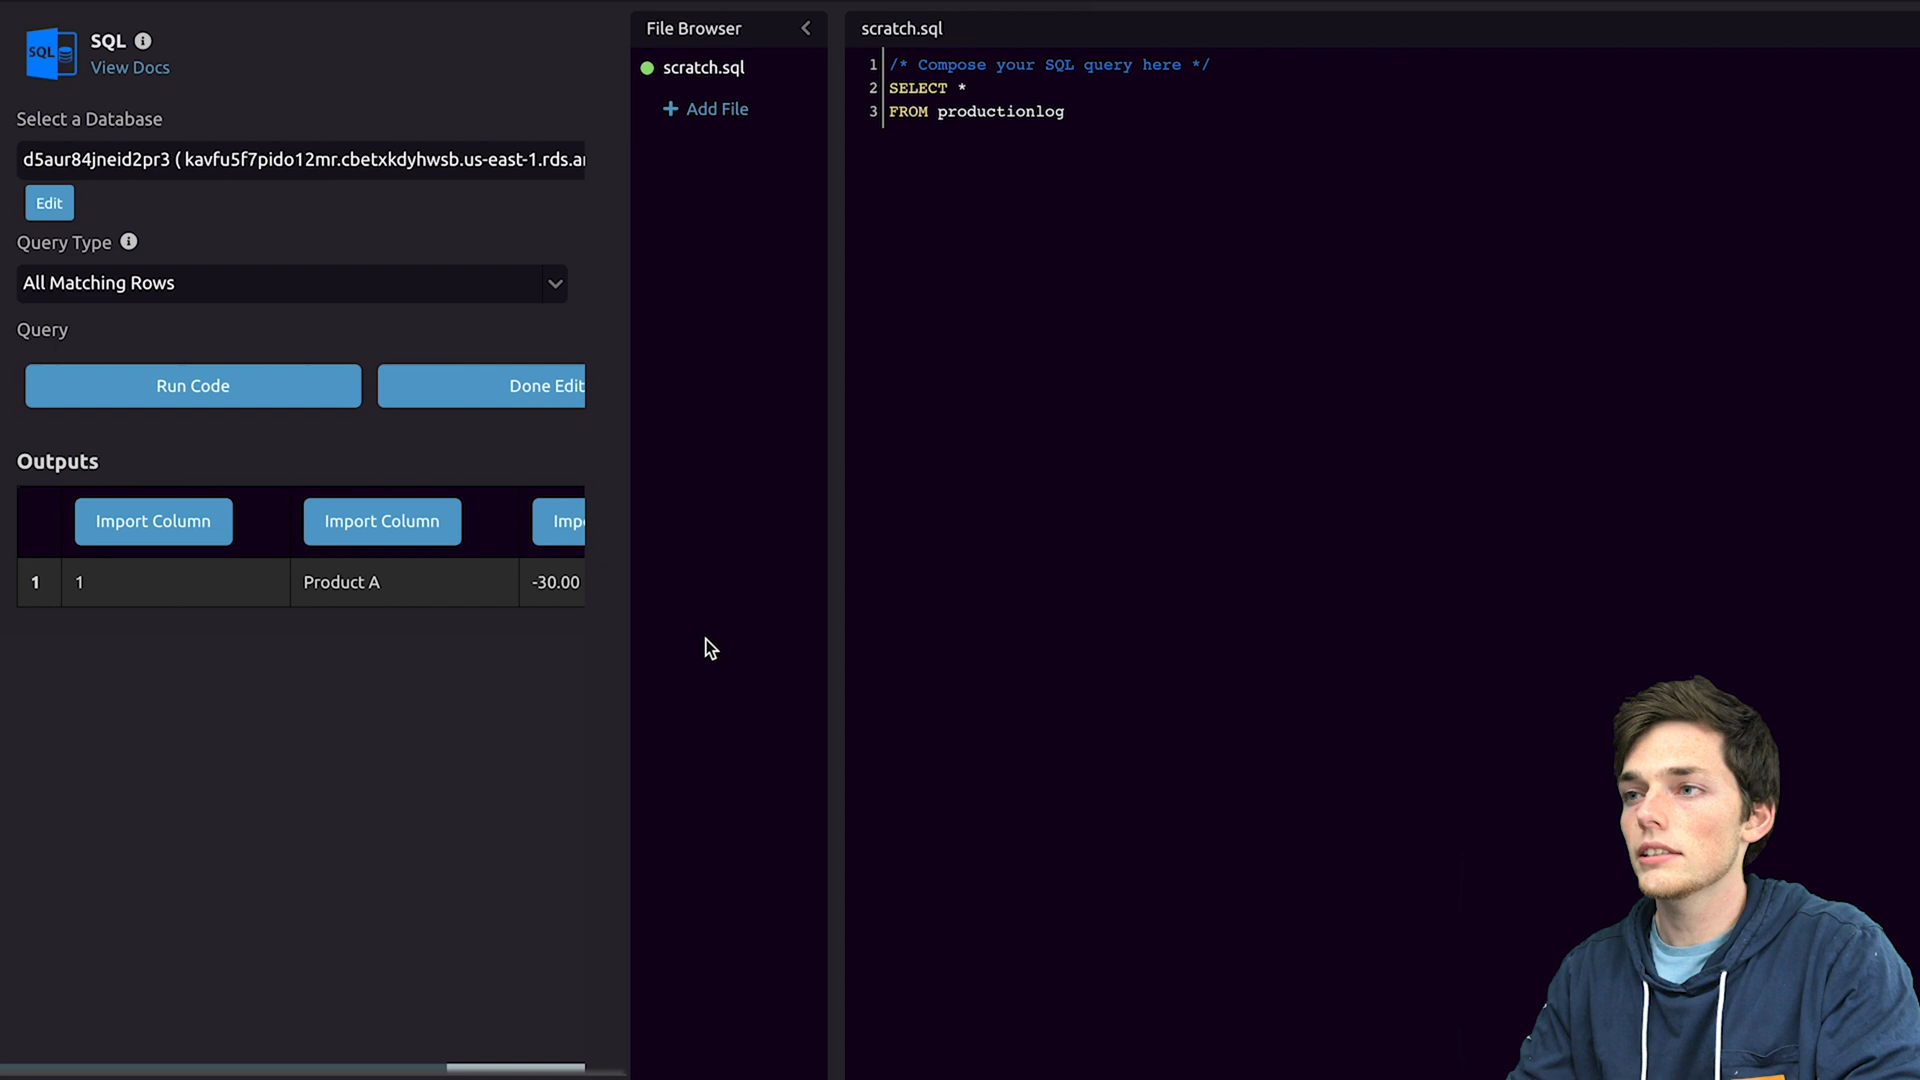 SQL
SQL
View Docs
Select a Database
d5aur84jneid2pr3 ( kavfu5f7pido12mr.cbetxkdyhwsb.us-east-1.rds.
Edit
Query Type
All Matching Rows
Query
Run Code
Done Edit
Outputs
Import Column
Import Column
Imp
1
1
Product A
-30.00
File Browser
scratch.sql
+ Add File
scratch.sql
1 /* Compose your SQL query here */
2 SELECT *
3 FROM productionlog